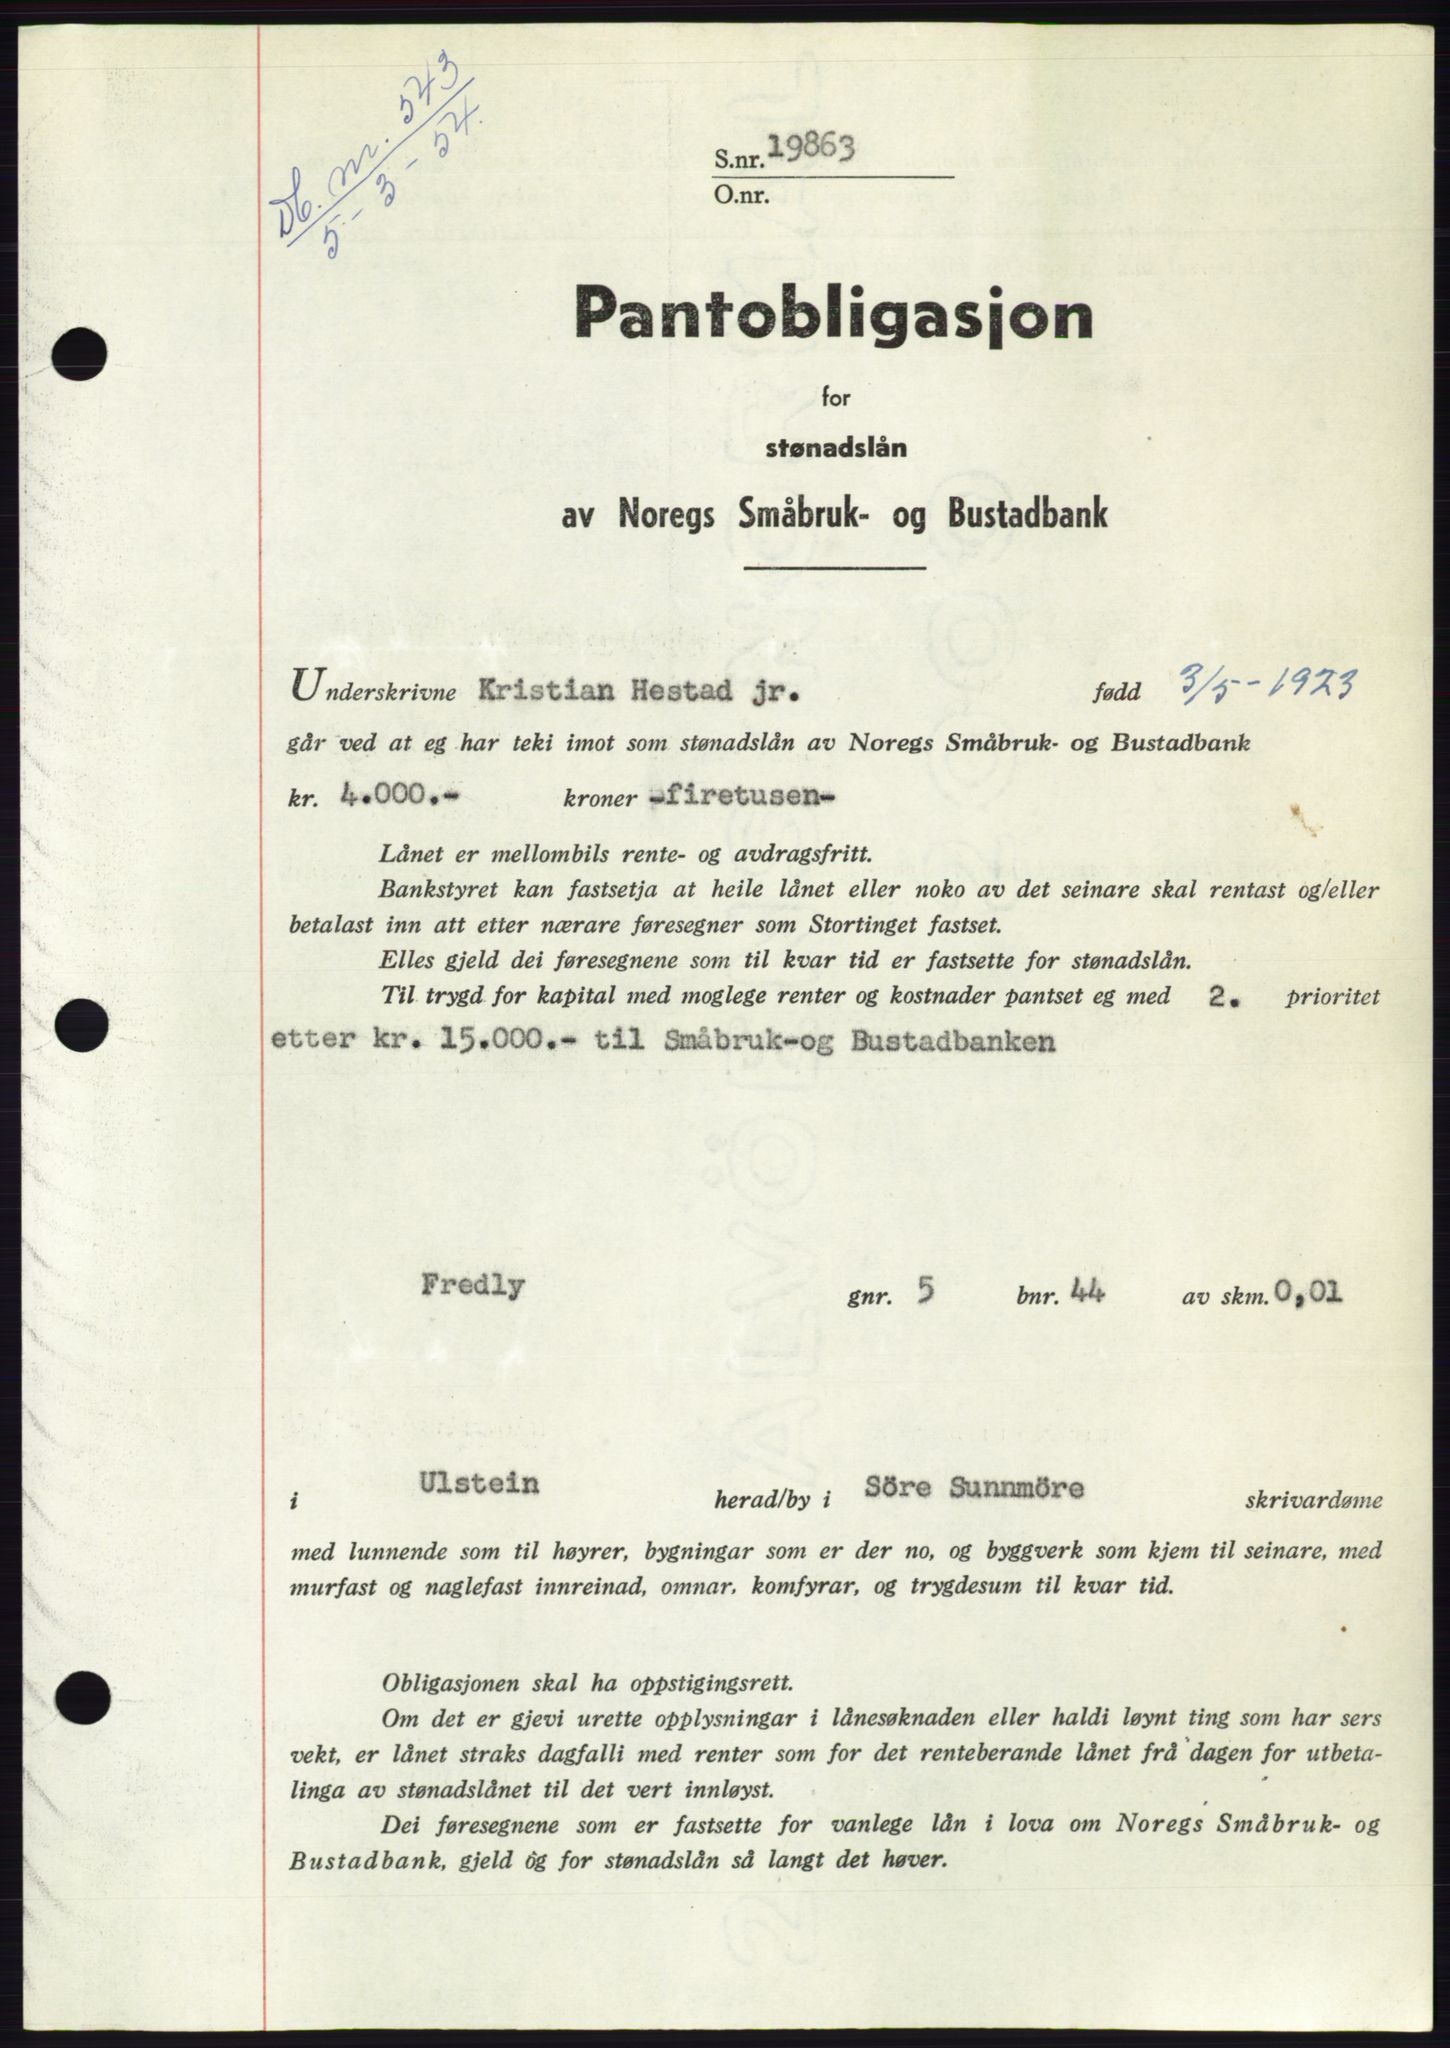 Db. nr. 543
5 - 3 - 54.
S.nr. 19863
O.nr.
Pantobligasjon
for
stønadslån
av Noregs Småbruk- og Bustadbank
Underskrivne Kristian Hestad jr. fødd 3/5 - 1923
går ved at eg har teki imot som stønadslån av Noregs Småbruk- og Bustadbank
kr. 4.000.- kroner -firetusen-
Lånet er mellombils rente- og avdragsfritt.
Bankstyret kan fastsetja at heile lånet eller noko av det seinare skal rentast og/eller
betalast inn att etter nærare føresegner som Stortinget fastset.
Elles gjeld dei føresegnene som til kvar tid er fastsette for stønadslån.
Til trygd for kapital med moglege renter og kostnader pantset eg med 2. prioritet
etter kr. 15.000.- til Småbruk-og Bustadbanken
Fredly gnr. 5 bnr. 44 av skm. 0,01
i Ulstein herad/by i Söre Sunnmöre skrivardøme
med lunnende som til høyrer, bygningar som er der no, og byggverk som kjem til seinare, med
murfast og naglefast innreinad, omnar, komfyrar, og trygdesum til kvar tid.
Obligasjonen skal ha oppstigingsrett.
Om det er gjevi urette opplysningar i lånesøknaden eller haldi løynt ting som har sers
vekt, er lånet straks dagfalli med renter som for det renteberande lånet frå dagen for utbeta-
linga av stønadslånet til det vert innløyst.
Dei føresegnene som er fastsette for vanlege lån i lova om Noregs Småbruk- og
Bustadbank, gjeld óg for stønadslån så langt det høver.